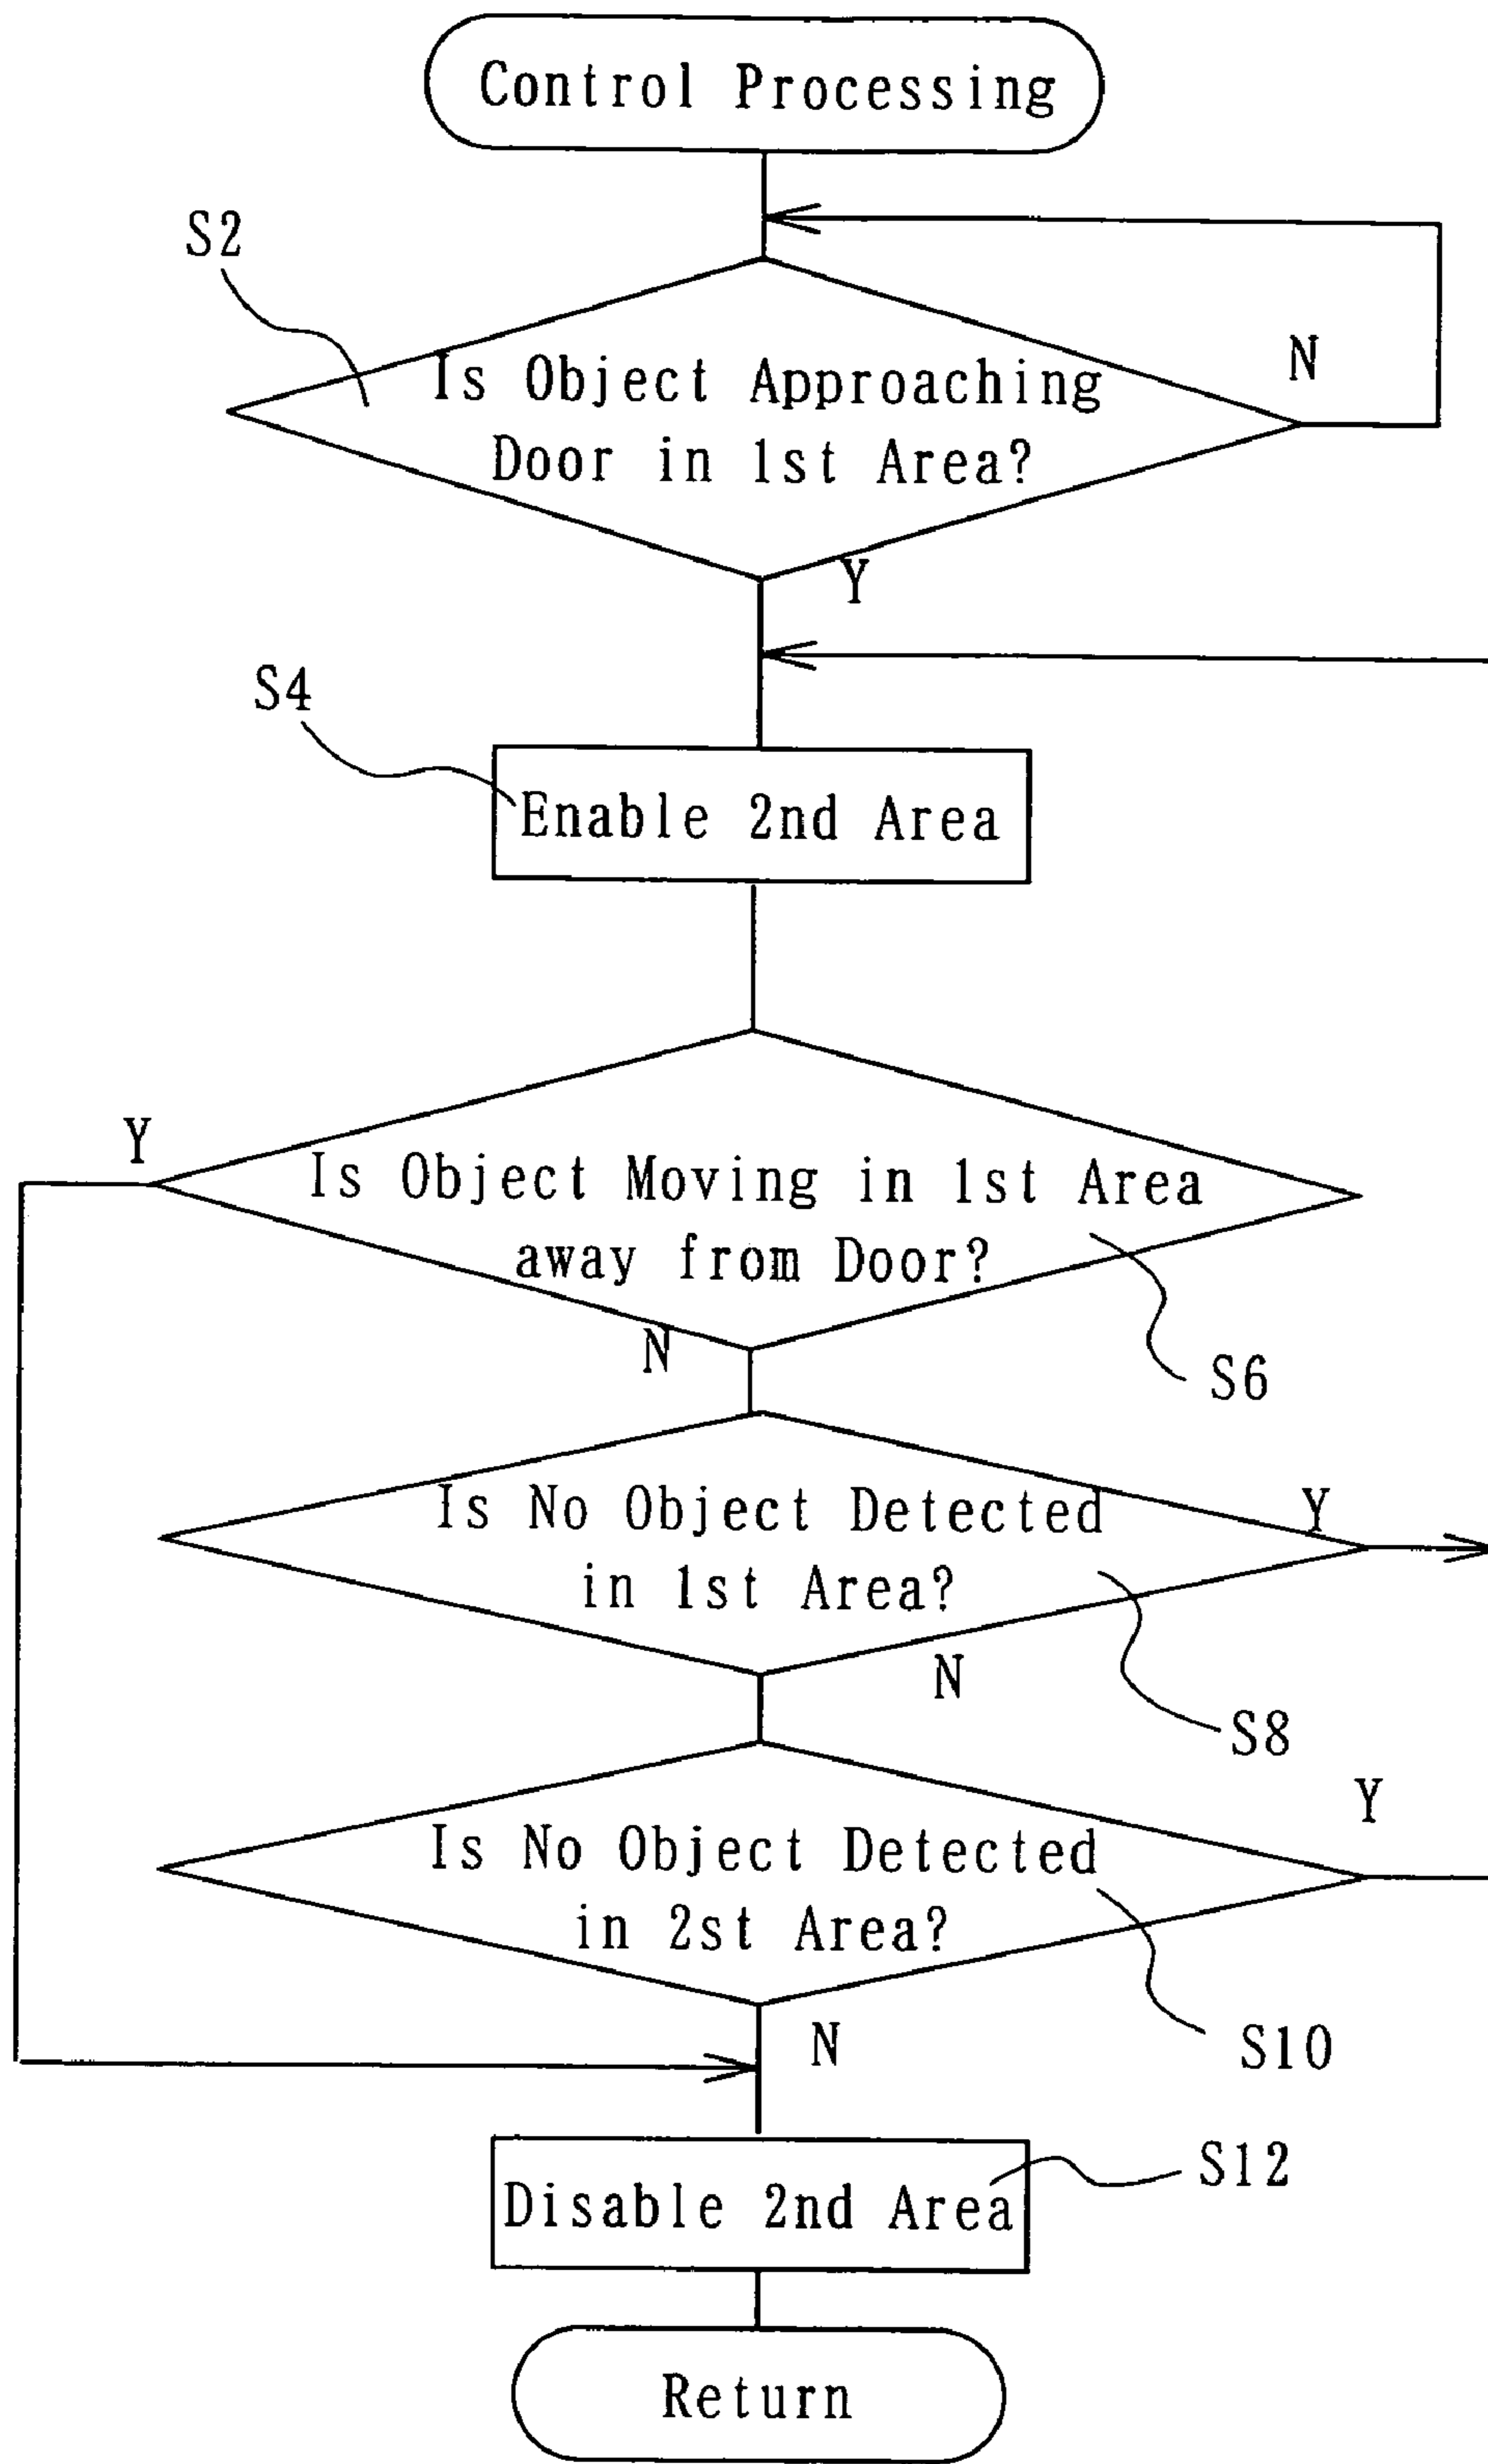 Control Processing
S2
N
Is Object Approaching
Door in 1st Area?
Y
S4
Enable 2nd Area
Y
Is Object Moving in 1st Area
away from Door?
N
S6
Is No Object Detected
Y
in 1st Area?
N
S8
Y
Is No Object Detected
in 2st Area?
N
S10
S12
Disable 2nd Area
Return